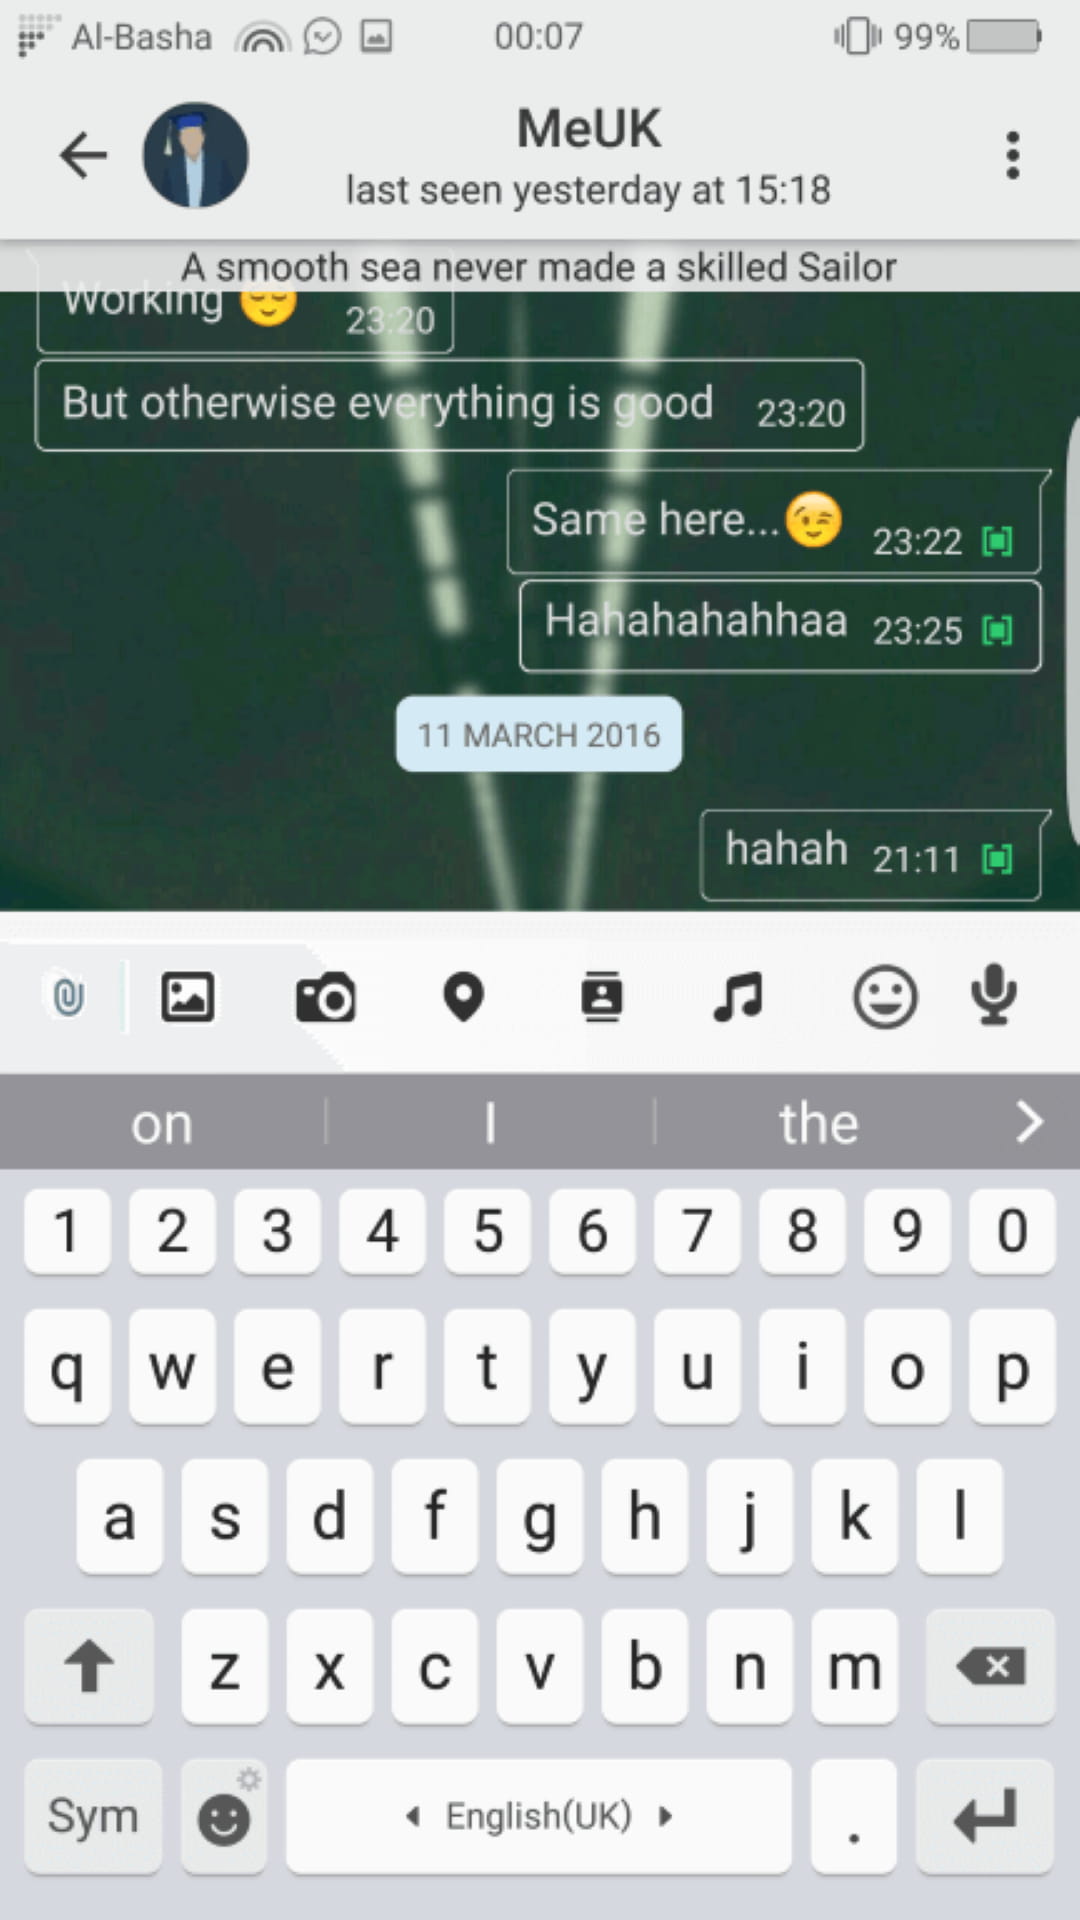 Al-Basha 00:07 99%
MeUK
last seen yesterday at 15:18
A smooth sea never made a skilled Sailor
Working 😌 23:20
But otherwise everything is good 23:20
Same here...😉 23:22
Hahahahahhaa 23:25
11 MARCH 2016
hahah 21:11
on I the
1 2 3 4 5 6 7 8 9 0
q w e r t y u i o p
a s d f g h j k l
z x c v b n m
Sym English(UK) .